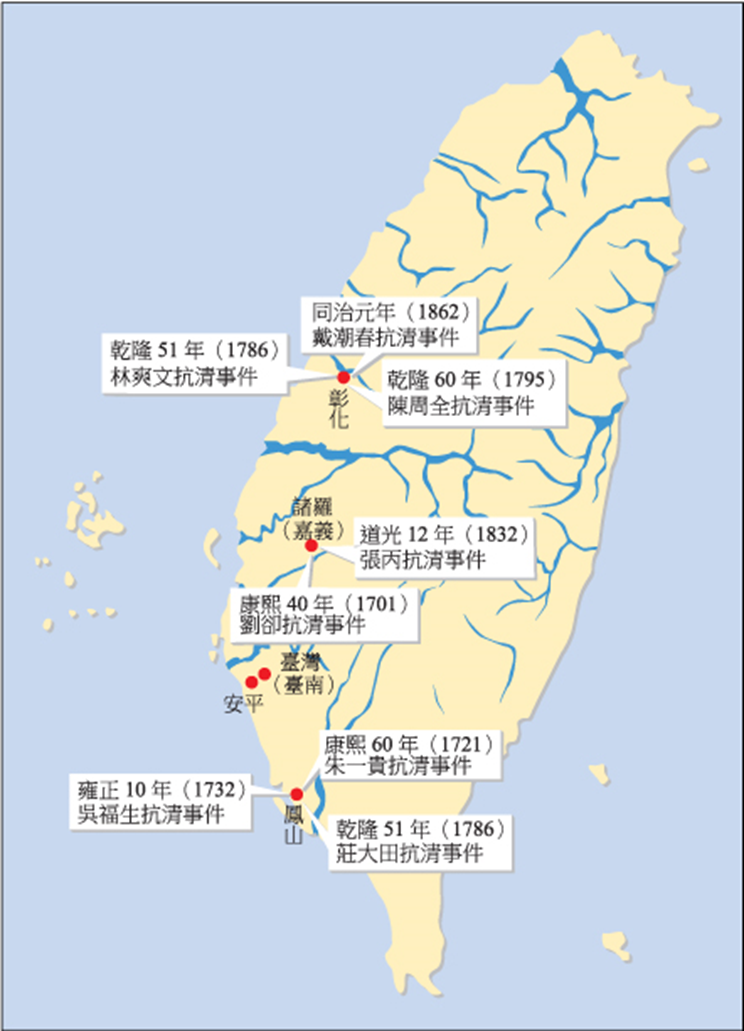 同治元年（1862）
戴潮春抗清事件
乾隆 51 年（1786）
林爽文抗清事件
乾隆 60 年（1795）
陳周全抗清事件
彰化
諸羅
（嘉義）
道光 12 年（1832）
張丙抗清事件
康熙 40 年（1701）
劉卻抗清事件
臺灣
（臺南）
安平
康熙 60 年（1721）
朱一貴抗清事件
雍正 10 年（1732）
吳福生抗清事件
鳳山
乾隆 51 年（1786）
莊大田抗清事件